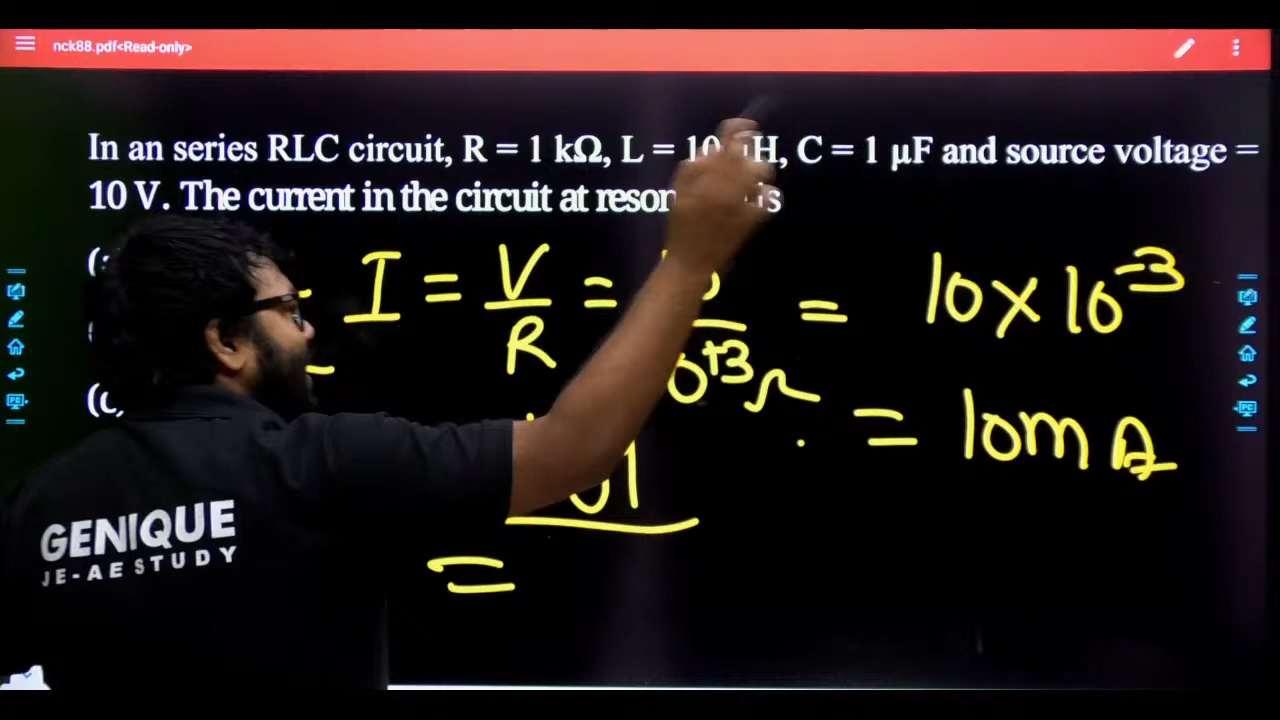 nck88.pdf<Read-only>
In an series RLC circuit, R = 1 kΩ, L = 10 H, C = 1 µF and source voltage =
10 V. The current in the circuit at is
I = V/R = = 10 x 10^-3
+3 Ω = 10mA
=
GENIQUE
JE-AE STUDY